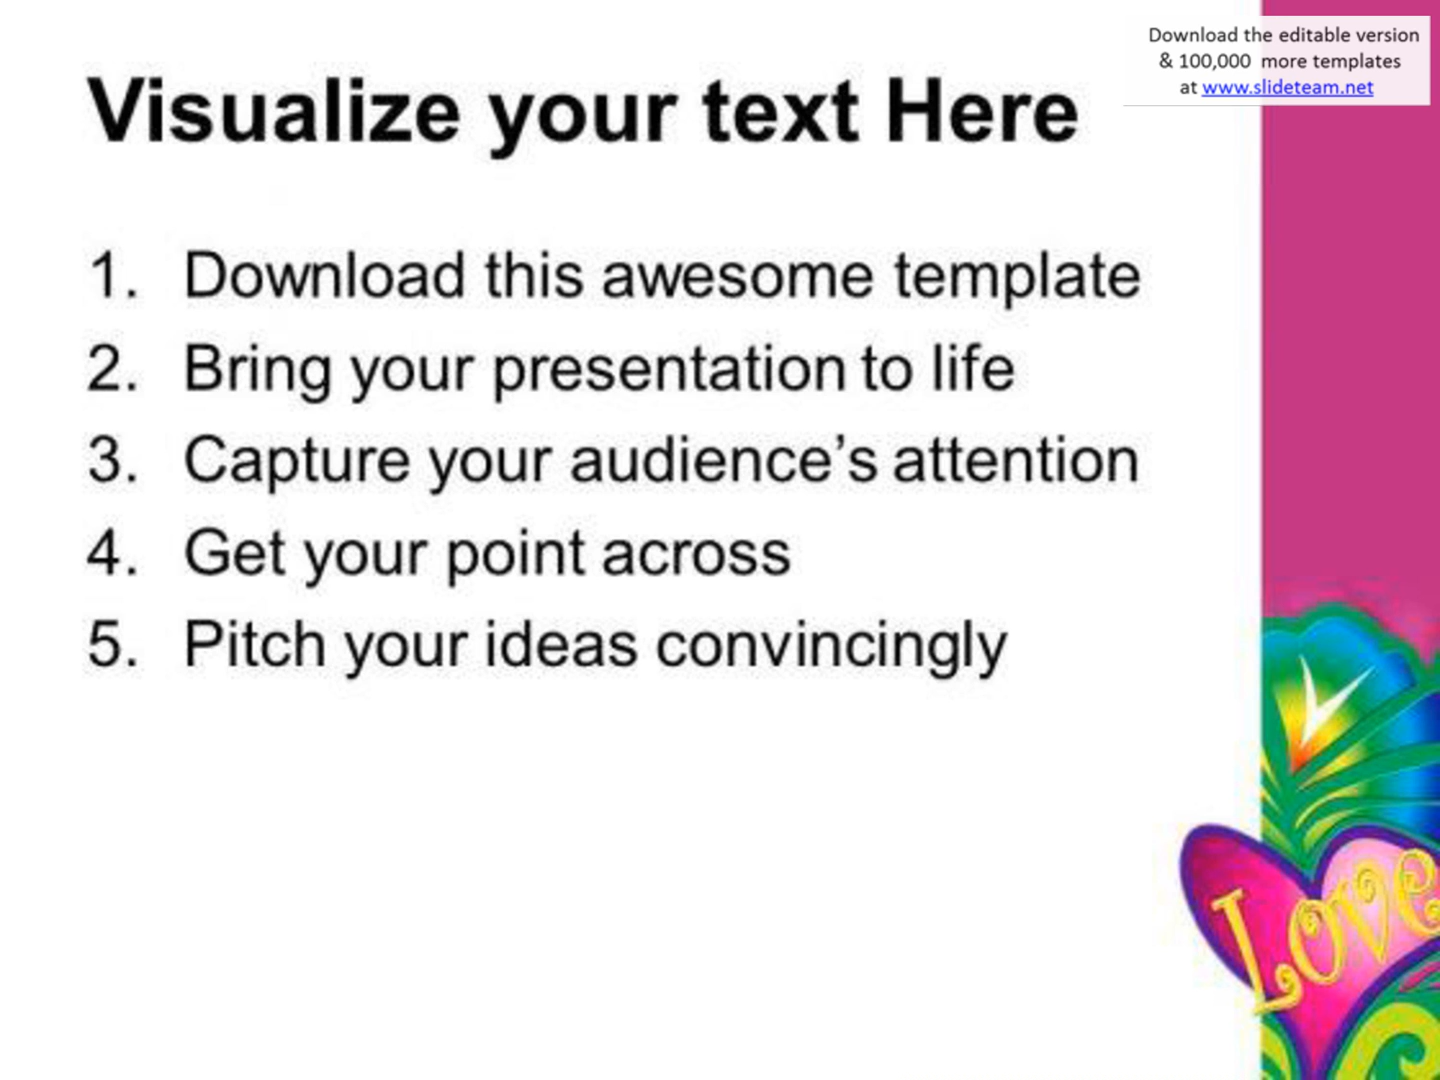 Download the editable version
& 100,000 more templates
at www.slideteam.net
Visualize your text Here
1. Download this awesome template
2. Bring your presentation to life
3. Capture your audience’s attention
4. Get your point across
5. Pitch your ideas convincingly
Love